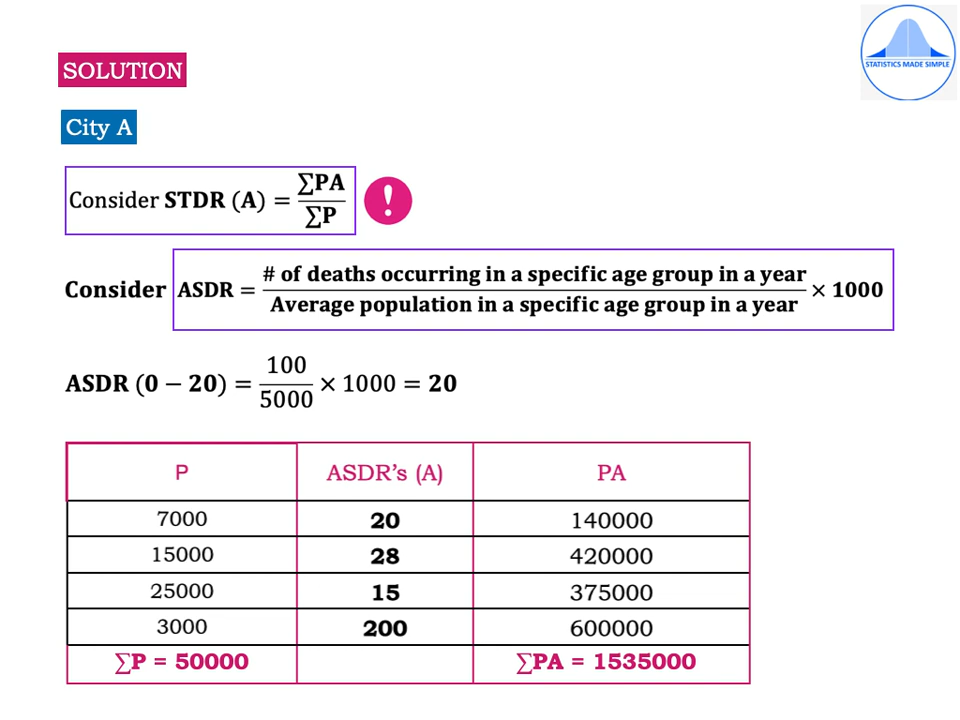 STATISTICS MADE SIMPLE
SOLUTION
City A
Consider STDR (A) = ∑PA / ∑P
!
Consider ASDR = # of deaths occurring in a specific age group in a year / Average population in a specific age group in a year × 1000
ASDR (0 − 20) = 100 / 5000 × 1000 = 20
P ASDR's (A) PA
7000 20 140000
15000 28 420000
25000 15 375000
3000 200 600000
∑P = 50000 ∑PA = 1535000